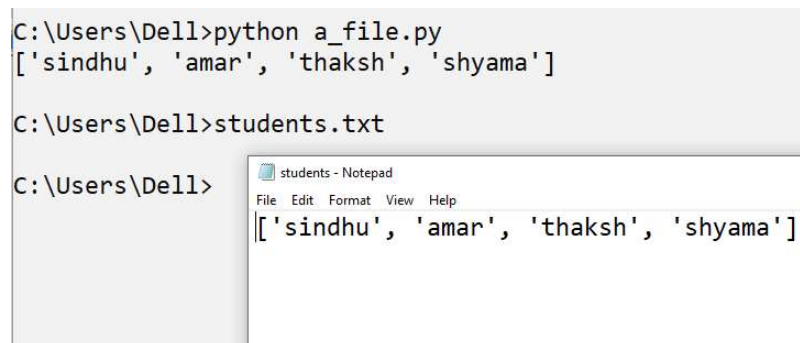 C:\Users\Dell>python a_file.py
['sindhu', 'amar', 'thaksh', 'shyama']
C:\Users\Dell>students.txt
C:\Users\Dell>
students - Notepad
File Edit Format View Help
['sindhu', 'amar', 'thaksh', 'shyama']